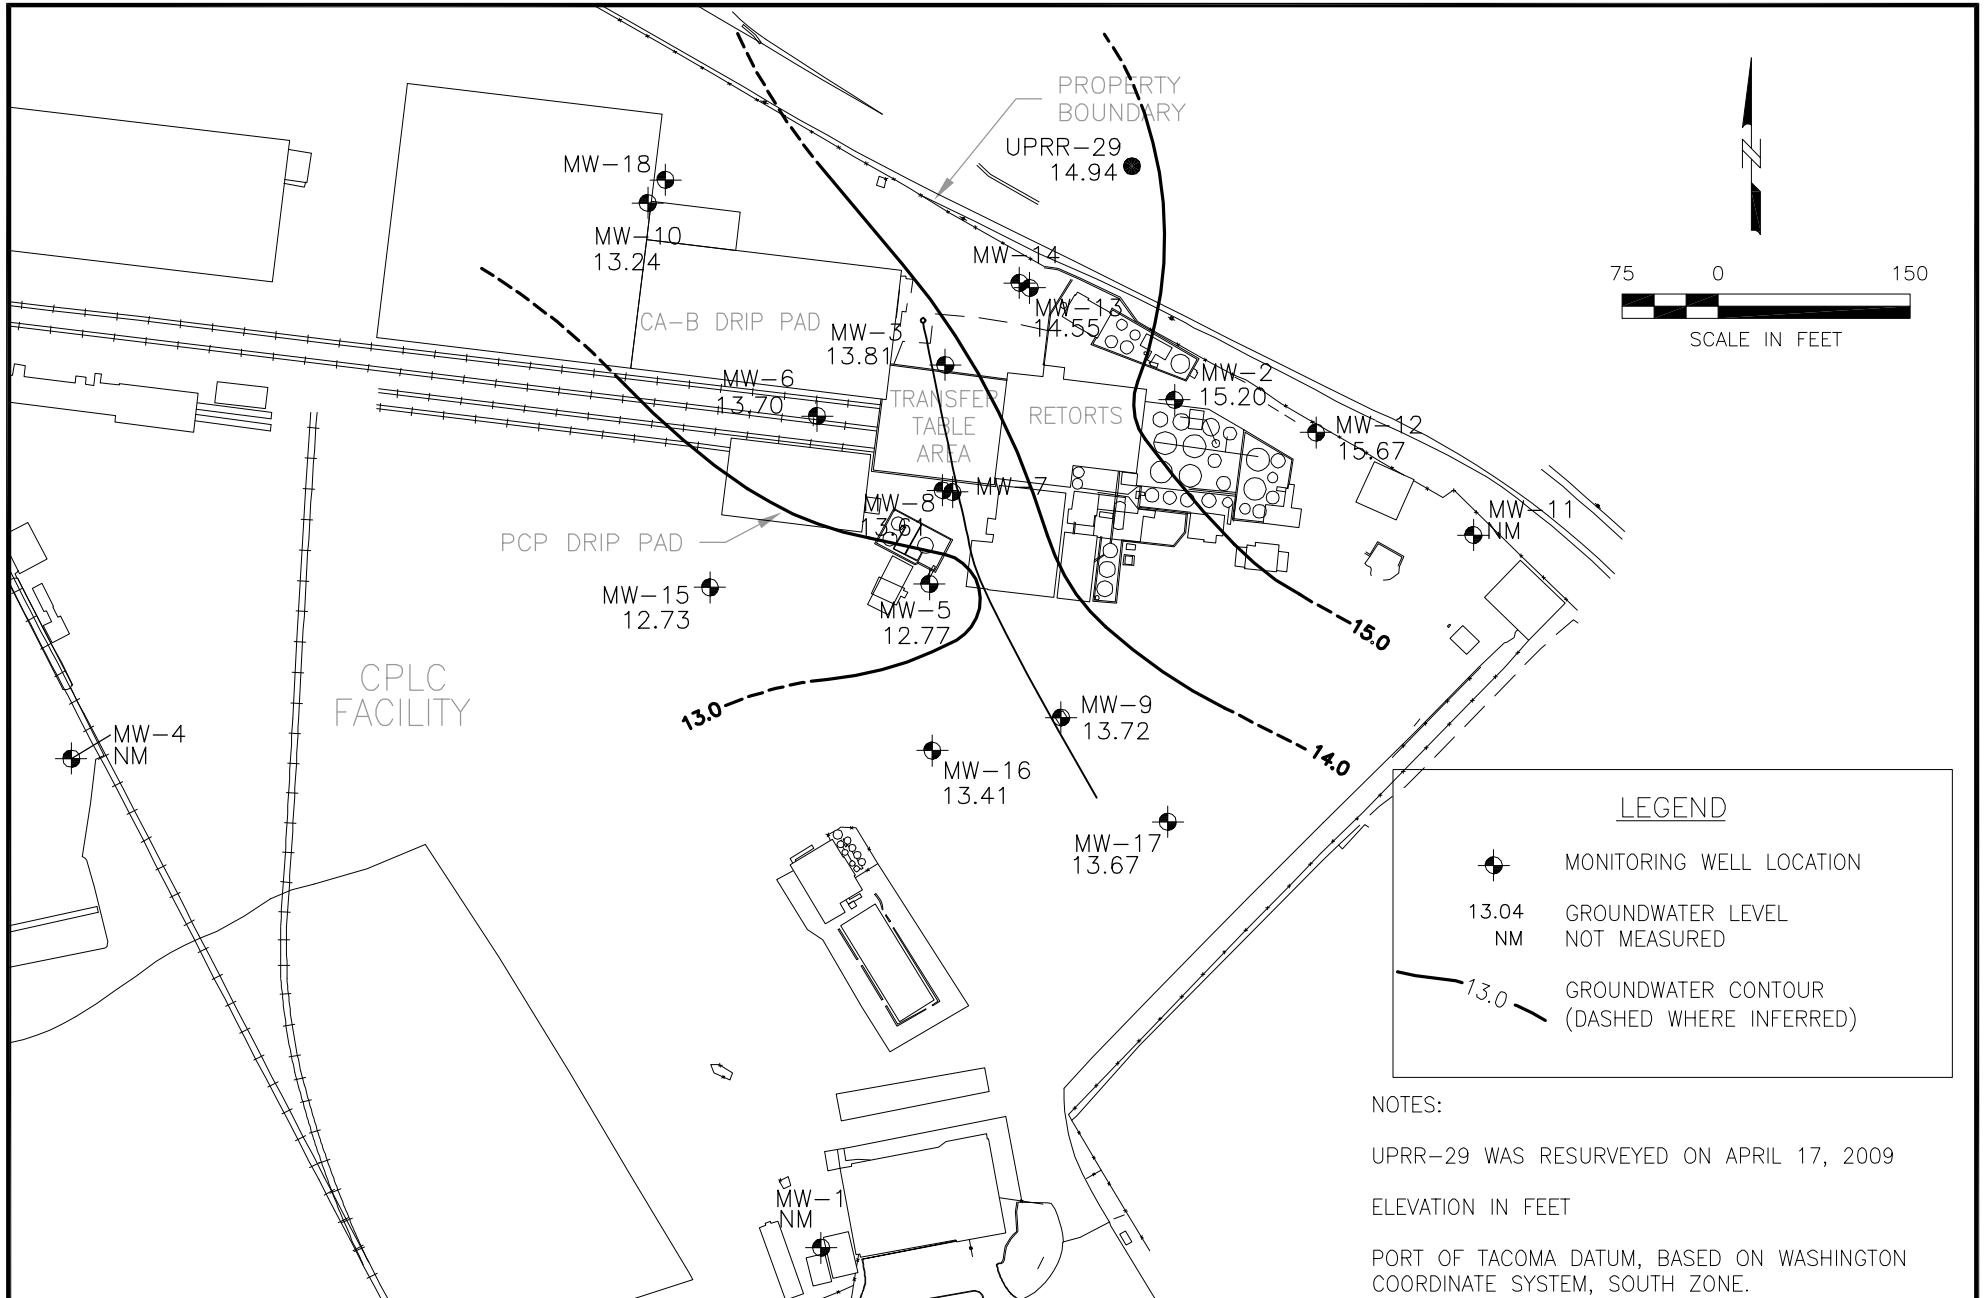 PROPERTY
BOUNDARY
UPRR-29
14.94
MW-18
MW-10
13.24
MW-14
MW-13
14.55
CA-B DRIP PAD
MW-3
13.81
MW-6
13.70
TRANSFER
TABLE
AREA
RETORTS
MW-2
15.20
MW-12
15.67
MW-11
NM
MW-7
MW-8
13.61
PCP DRIP PAD
MW-15
12.73
MW-5
12.77
15.0
CPLC
FACILITY
13.0
MW-9
13.72
14.0
MW-4
NM
MW-16
13.41
MW-17
13.67
MW-1
NM
N
75 0 150
SCALE IN FEET
LEGEND
MONITORING WELL LOCATION
13.04 GROUNDWATER LEVEL
NM NOT MEASURED
13.0 GROUNDWATER CONTOUR
(DASHED WHERE INFERRED)
NOTES:
UPRR-29 WAS RESURVEYED ON APRIL 17, 2009
ELEVATION IN FEET
PORT OF TACOMA DATUM, BASED ON WASHINGTON
COORDINATE SYSTEM, SOUTH ZONE.